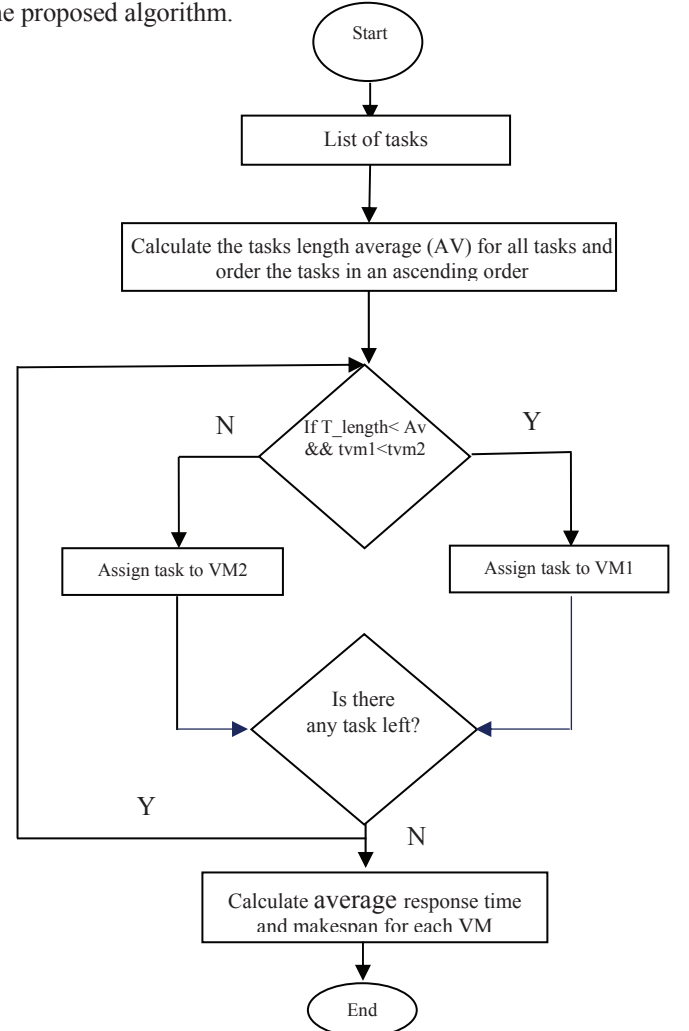 ne proposed algorithm.
Start
List of tasks
Calculate the tasks length average (AV) for all tasks and
order the tasks in an ascending order
If T_length< Av
&& tvm1<tvm2
N
Y
Assign task to VM2
Assign task to VM1
Is there
any task left?
Y
N
Calculate average response time
and makespan for each VM
End